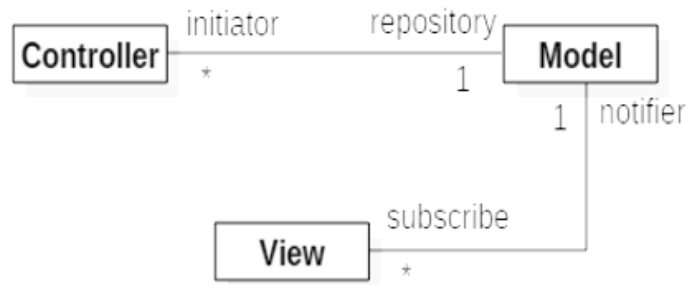 initiator
repository
Controller
Model
*
1
1
notifier
subscribe
View
*